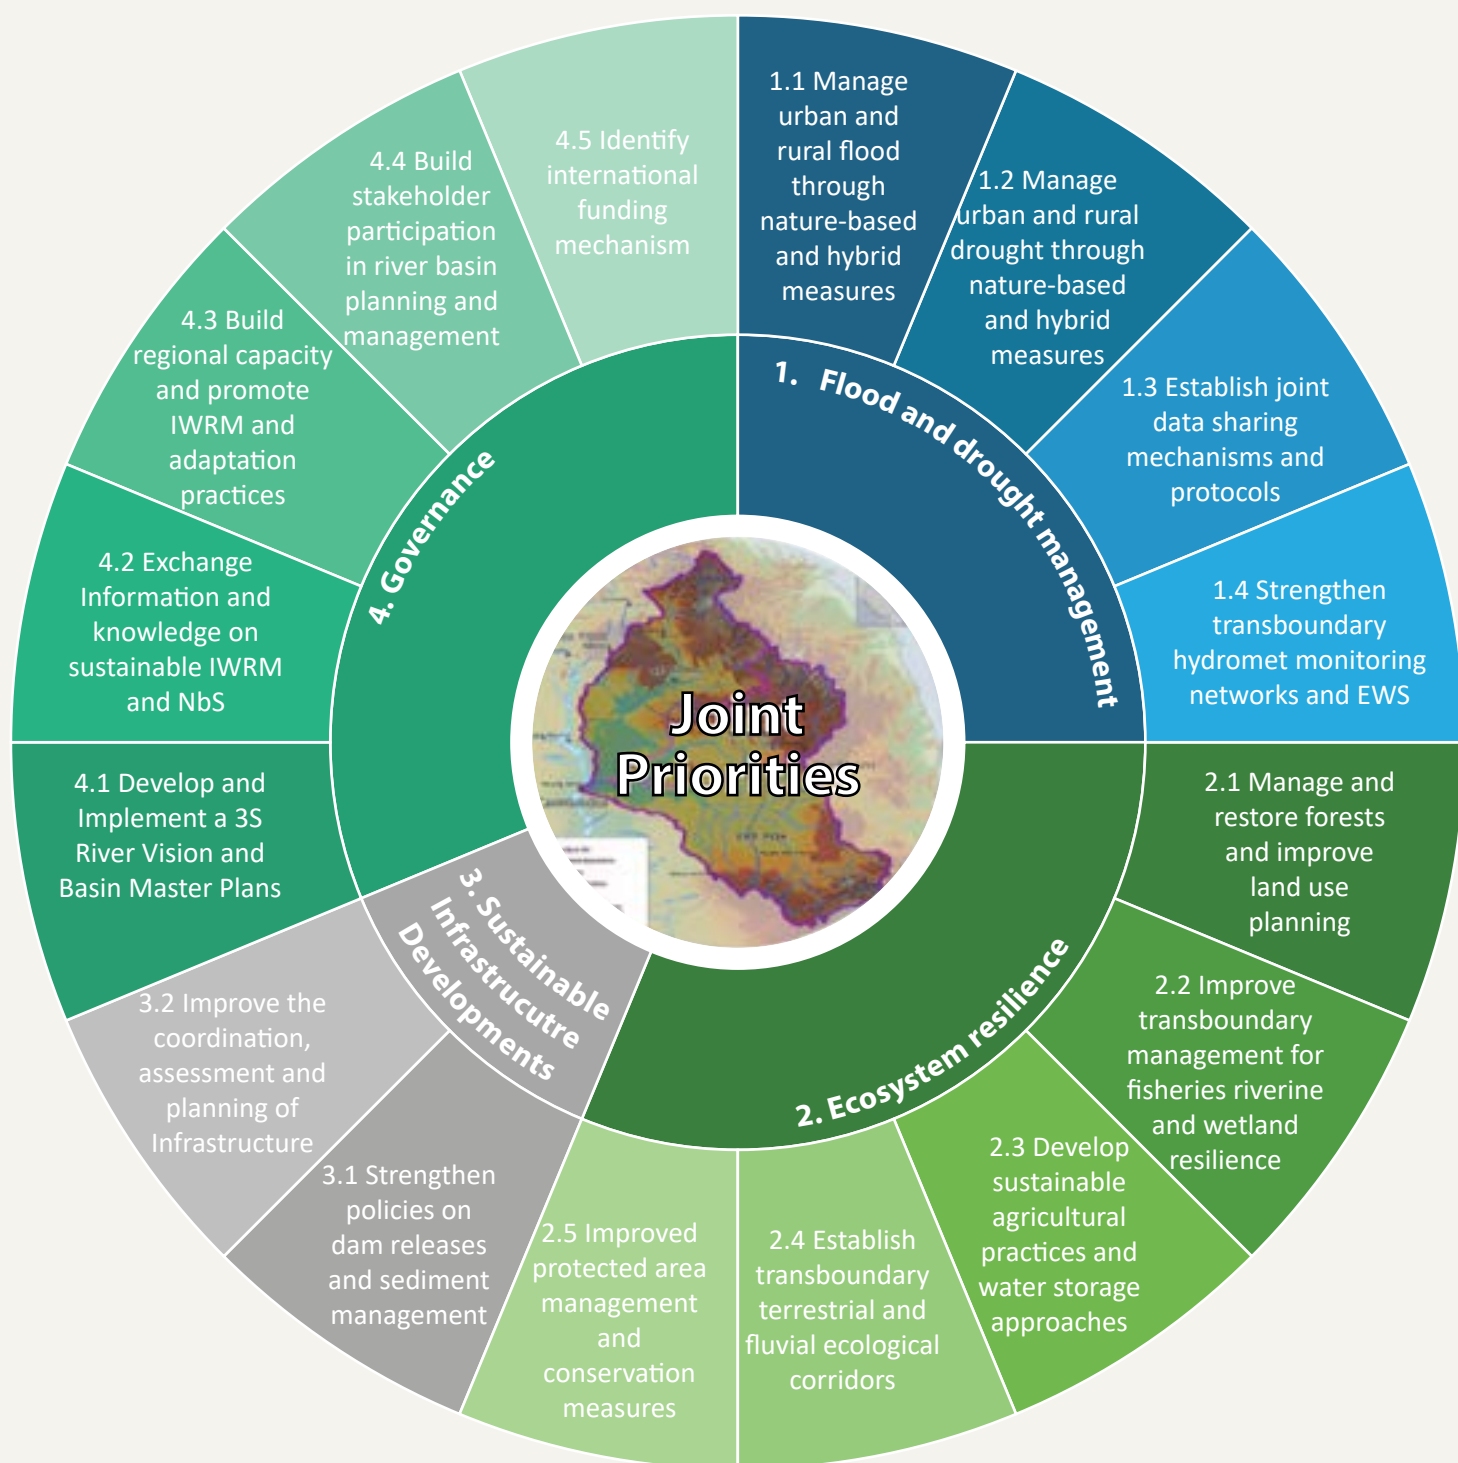 Joint
Priorities
1. Flood and drought management
1.1 Manage
urban and
rural flood
through
nature-based
and hybrid
measures
1.2 Manage
urban and rural
drought through
nature-based
and hybrid
measures
1.3 Establish joint
data sharing
mechanisms and
protocols
1.4 Strengthen
transboundary
hydromet monitoring
networks and EWS
2. Ecosystem resilience
2.1 Manage and
restore forests
and improve
land use
planning
2.2 Improve
transboundary
management for
fisheries riverine
and wetland
resilience
2.3 Develop
sustainable
agricultural
practices and
water storage
approaches
2.4 Establish
transboundary
terrestrial and
fluvial ecological
corridors
2.5 Improved
protected area
management
and
conservation
measures
3. Sustainable
Infrastrucutre
Developments
3.1 Strengthen
policies on
dam releases
and sediment
management
3.2 Improve the
coordination,
assessment and
planning of
Infrastructure
4. Governance
4.1 Develop and
Implement a 3S
River Vision and
Basin Master Plans
4.2 Exchange
Information and
knowledge on
sustainable IWRM
and NbS
4.3 Build
regional capacity
and promote
IWRM and
adaptation
practices
4.4 Build
stakeholder
participation
in river basin
planning and
management
4.5 Identify
international
funding
mechanism